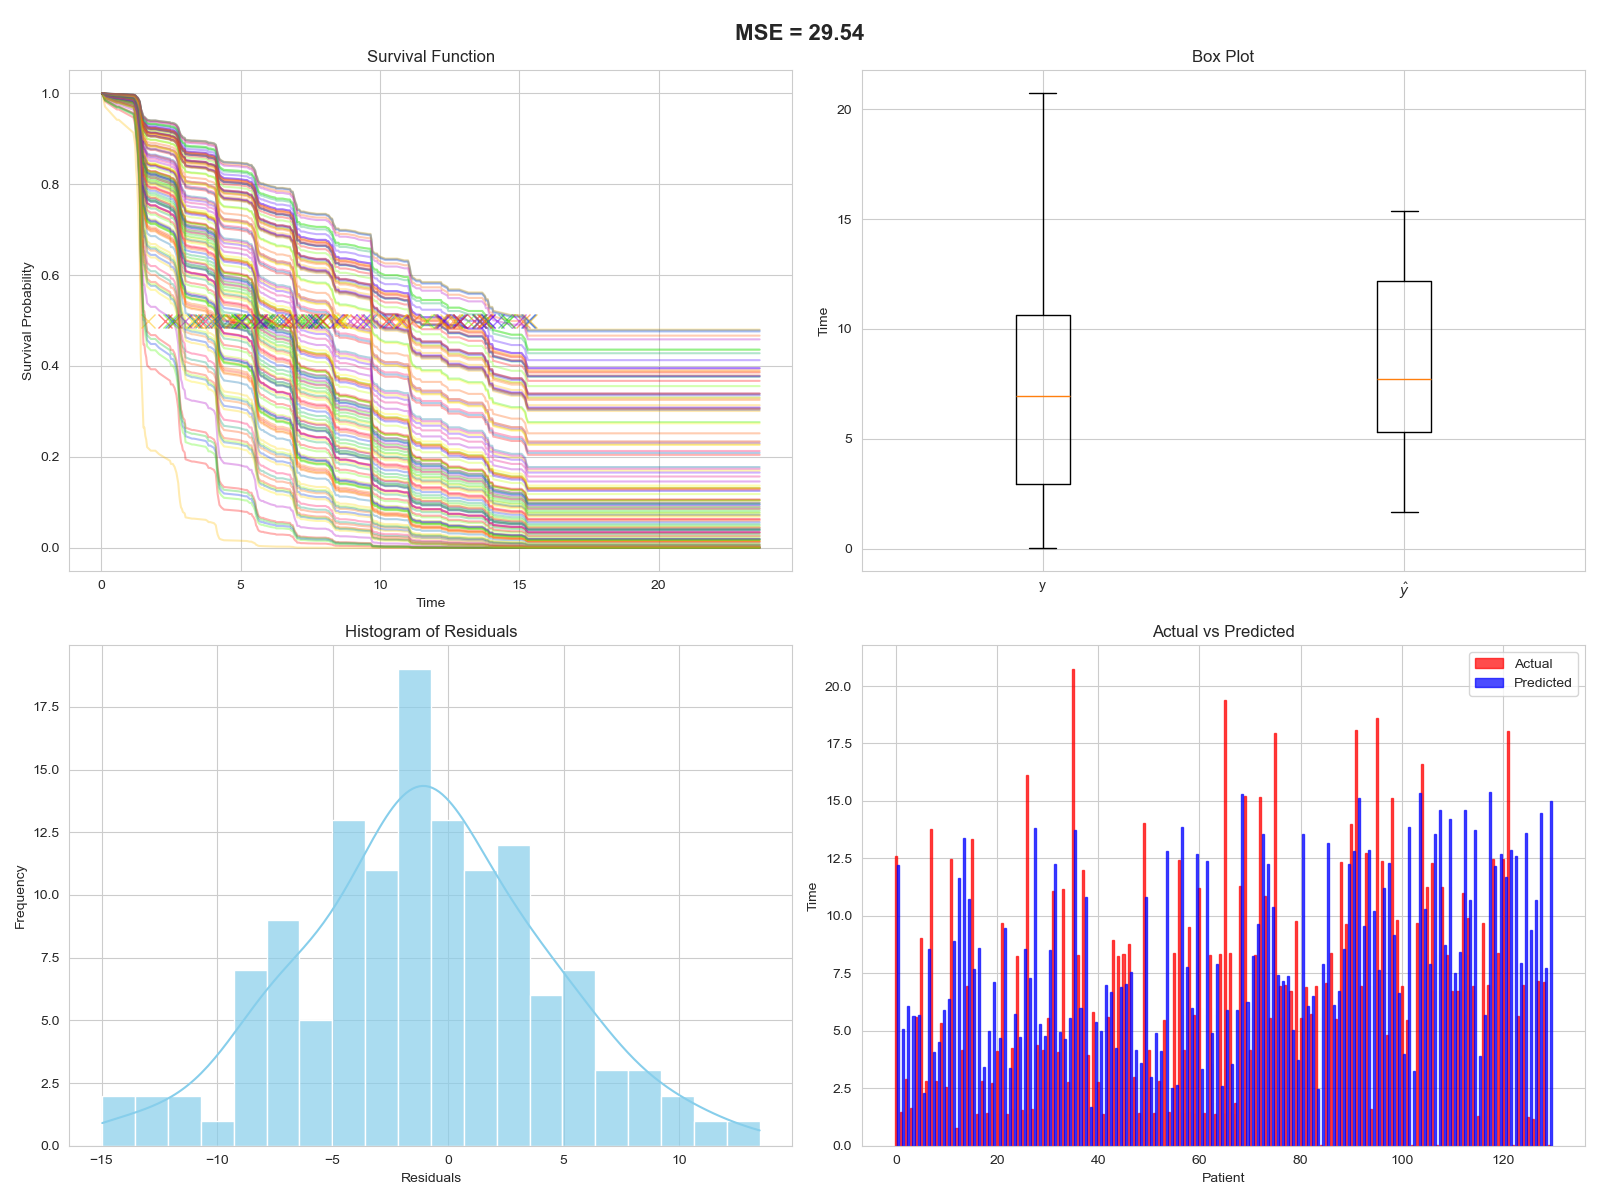 MSE = 29.54
Survival Function
1.0
0.8
0.6
0.4
0.2
0.0
Survival Probability
0 5 10 15 20
Time
Box Plot
20
15
10
5
0
Time
y ŷ
Histogram of Residuals
17.5
15.0
12.5
10.0
7.5
5.0
2.5
0.0
Frequency
−15 −10 −5 0 5 10
Residuals
Actual vs Predicted
Actual
Predicted
20.0
17.5
15.0
12.5
10.0
7.5
5.0
2.5
0.0
Time
0 20 40 60 80 100 120
Patient